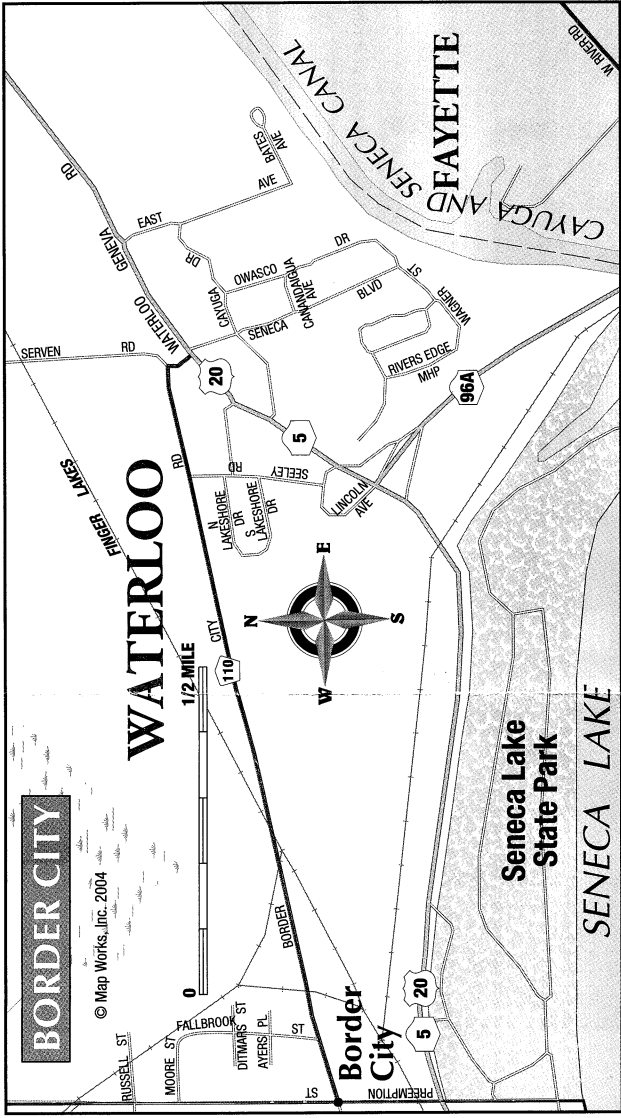 BORDER CITY
© Map Works, Inc. 2004
0
1/2 MILE
WATERLOO
FINGER LAKES
RUSSELL ST
MOORE ST
FALLBROOK ST
DITMARS ST
AYERS PL
PREEMPTION ST
Border
City
BORDER CITY RD
110
N
E
S
W
N
LAKESHORE
DR
S
LAKESHORE
DR
SEELEY RD
LINCOLN
AVE
SERVEN RD
WATERLOO GENEVA RD
20
5
5
20
96A
EAST AVE
BATES
AVE
CAYUGA DR
OWASCO DR
CANANDAIGUA
AVE
SENECA BLVD
WAGNER ST
RIVERS EDGE
MHP
CAYUGA AND SENECA CANAL
FAYETTE
W RIVER RD
Seneca Lake
State Park
SENECA LAKE